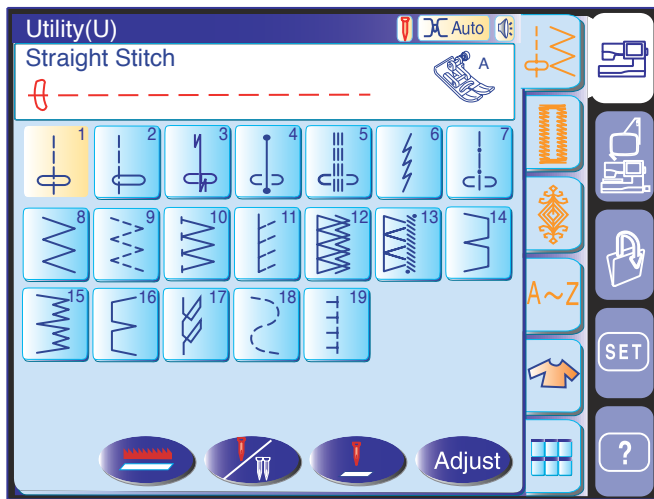 Utility(U)
Auto
Straight Stitch
A
1 2 3 4 5 6 7
8 9 10 11 12 13 14
15 16 17 18 19
A~Z
SET
?
Adjust